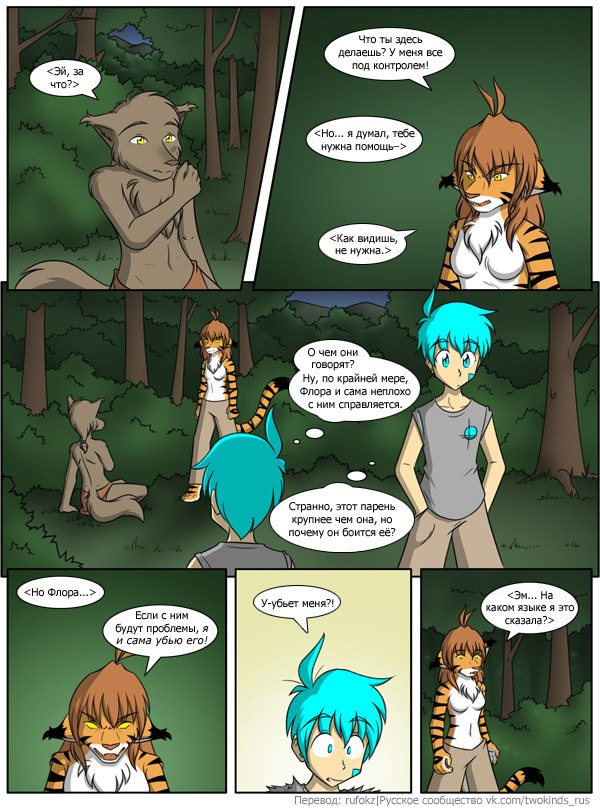 <Эй, за
что?>
Что ты здесь
делаешь? У меня все
под контролем!
<Но... я думал, тебе
нужна помощь–>
<Как видишь,
не нужна.>
О чем они
говорят?
Ну, по крайней мере,
Флора и сама неплохо
с ним справляется.
Странно, этот парень
крупнее чем она, но
почему он боится её?
<Но Флора...>
Если с ним
будут проблемы, я
и сама убью его!
У-убьет меня?!
<Эм... На
каком языке я это
сказала?>
Перевод: rufokz|Русское сообщество vk.com/twokinds_rus